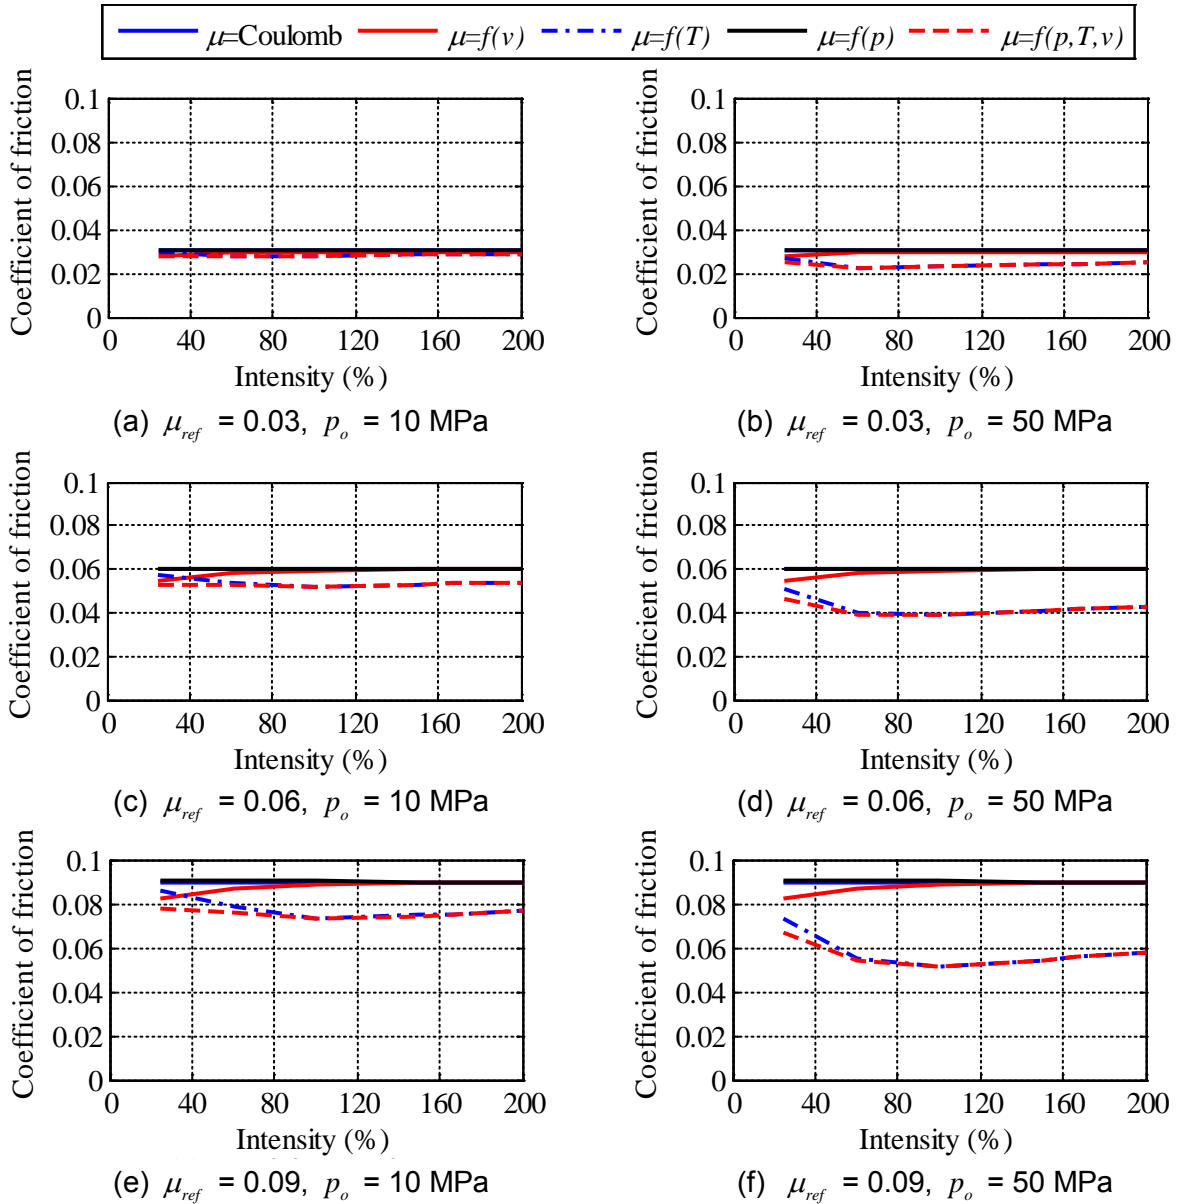 μ=Coulomb μ=f(v) μ=f(T) μ=f(p) μ=f(p,T,v)
Coefficient of friction
0.1
0.08
0.06
0.04
0.02
0
0 40 80 120 160 200
Intensity (%)
(a) μref = 0.03, po = 10 MPa
Coefficient of friction
0.1
0.08
0.06
0.04
0.02
0
0 40 80 120 160 200
Intensity (%)
(b) μref = 0.03, po = 50 MPa
Coefficient of friction
0.1
0.08
0.06
0.04
0.02
0
0 40 80 120 160 200
Intensity (%)
(c) μref = 0.06, po = 10 MPa
Coefficient of friction
0.1
0.08
0.06
0.04
0.02
0
0 40 80 120 160 200
Intensity (%)
(d) μref = 0.06, po = 50 MPa
Coefficient of friction
0.1
0.08
0.06
0.04
0.02
0
0 40 80 120 160 200
Intensity (%)
(e) μref = 0.09, po = 10 MPa
Coefficient of friction
0.1
0.08
0.06
0.04
0.02
0
0 40 80 120 160 200
Intensity (%)
(f) μref = 0.09, po = 50 MPa